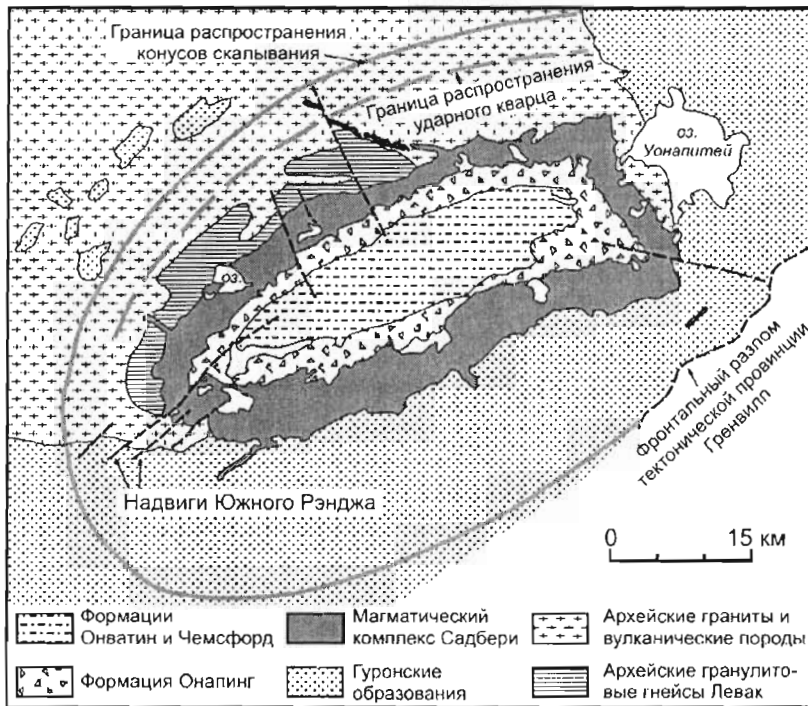 Граница распространения
конусов скалывания
Граница распространения
ударного кварца
оз.
Уонапитей
оз.
Фронтальный разлом
тектонической провинции
Гренвилл
Надвиги Южного Рэнджа
0 15 км
Формации
Онватин и Чемсфорд
Магматический
комплекс Садбери
Архейские граниты и
вулканические породы
Формация Онапинг
Гуронские
образования
Архейские гранулито-
вые гнейсы Левак